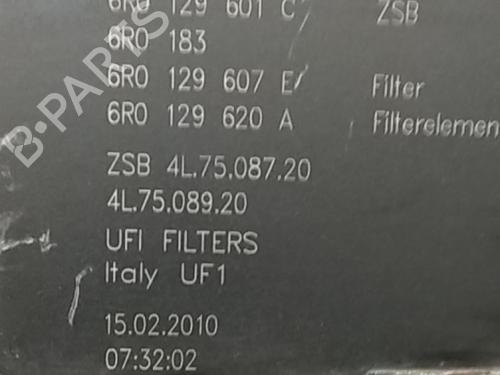 6R0 129 601 C ZSB
6R0 183
6R0 129 607 E Filter
6R0 129 620 A Filterelemen
ZSB 4L.75.087.20
4L.75.089.20
UFI FILTERS
Italy UF1
15.02.2010
07:32:02
B-PARTS